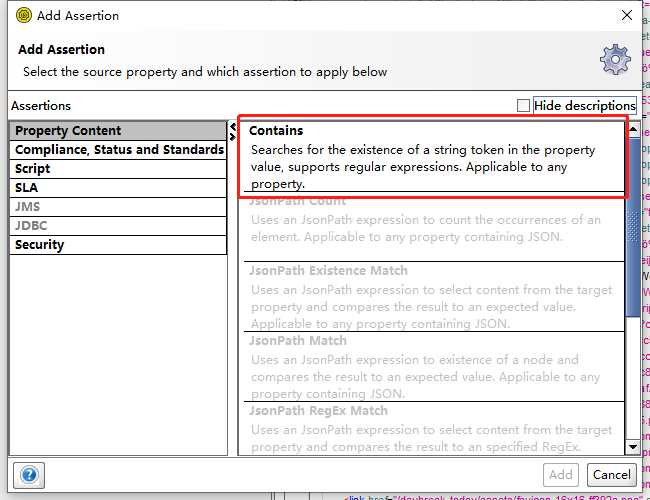 Add Assertion
Add Assertion
Select the source property and which assertion to apply below
Assertions
Hide descriptions
Property Content
Compliance, Status and Standards
Script
SLA
JMS
JDBC
Security
Contains
Searches for the existence of a string token in the property
value, supports regular expressions. Applicable to any
property.
JsonPath Count
Uses an JsonPath expression to count the occurrences of an
element. Applicable to any property containing JSON.
JsonPath Existence Match
Uses an JsonPath expression to select content from the target
property and compares the result to an expected value.
Applicable to any property containing JSON.
JsonPath Match
Uses an JsonPath expression to existence of a node and
compares the result to an expected value. Applicable to any
property containing JSON.
JsonPath RegEx Match
Uses an JsonPath expression to select content from the target
property and compares the result to an specified RegEx.
Add
Cancel